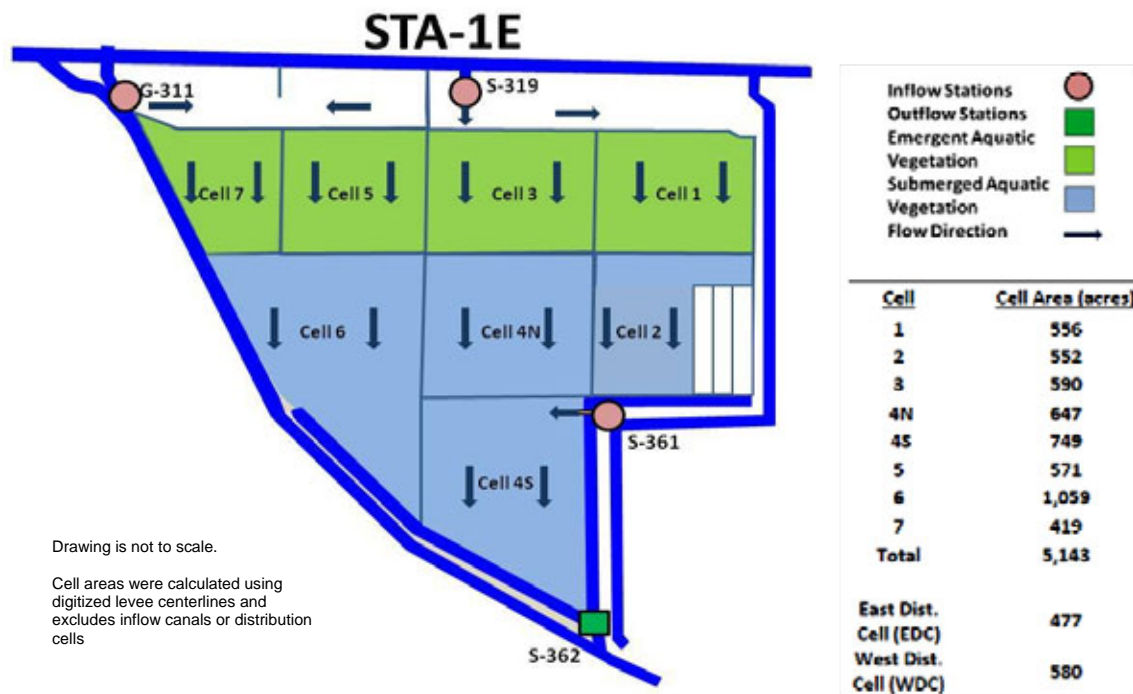 STA-1E
G-311
S-319
Cell 7
Cell 5
Cell 3
Cell 1
Cell 6
Cell 4N
Cell 2
S-361
Cell 4S
S-362
Drawing is not to scale.
Cell areas were calculated using
digitized levee centerlines and
excludes inflow canals or distribution
cells
Inflow Stations
Outflow Stations
Emergent Aquatic
Vegetation
Submerged Aquatic
Vegetation
Flow Direction
Cell Cell Area (acres)
1 556
2 552
3 590
4N 647
4S 749
5 571
6 1,059
7 419
Total 5,143
East Dist.
Cell (EDC) 477
West Dist.
Cell (WDC) 580